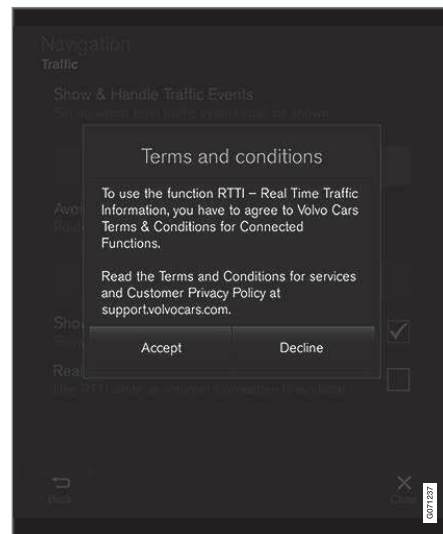 Navigation
Traffic
Show & Handle Traffic Events
Terms and conditions
To use the function RTTI – Real Time Traffic
Information, you have to agree to Volvo Cars
Terms & Conditions for Connected
Functions.
Read the Terms and Conditions for services
and Customer Privacy Policy at
support.volvocars.com.
Accept
Decline
Back
Close
G071237